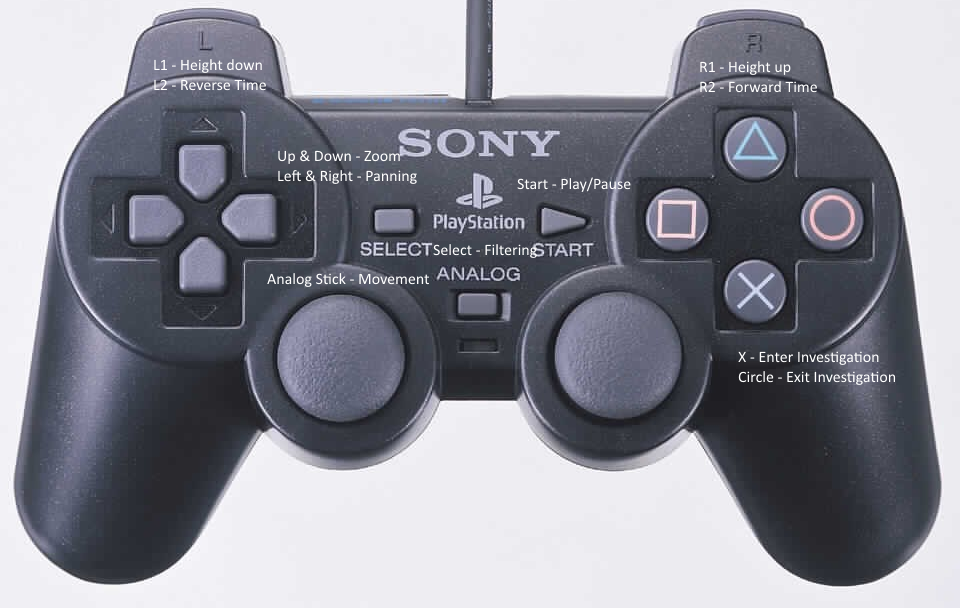 L
R
L1 - Height down
L2 - Reverse Time
R1 - Height up
R2 - Forward Time
SONY
Up & Down - Zoom
Left & Right - Panning
Start - Play/Pause
PlayStation
SELECT
Select - Filtering
START
ANALOG
Analog Stick - Movement
X - Enter Investigation
Circle - Exit Investigation